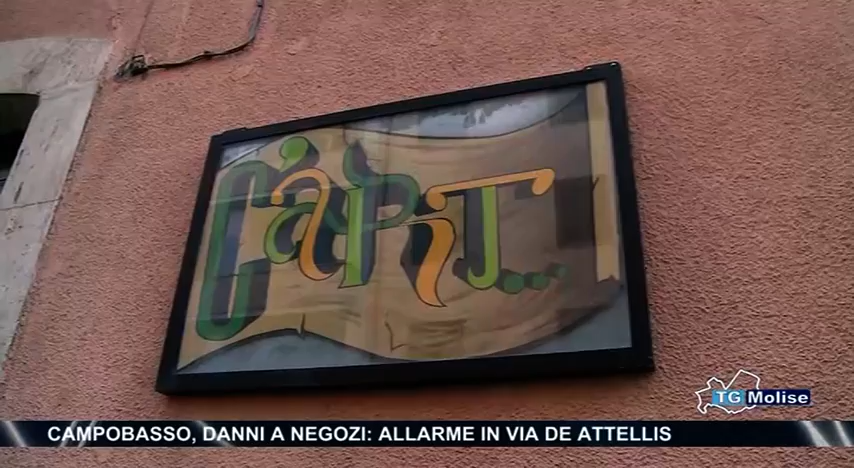 C'ART...
TG Molise
CAMPOBASSO, DANNI A NEGOZI: ALLARME IN VIA DE ATTELLIS